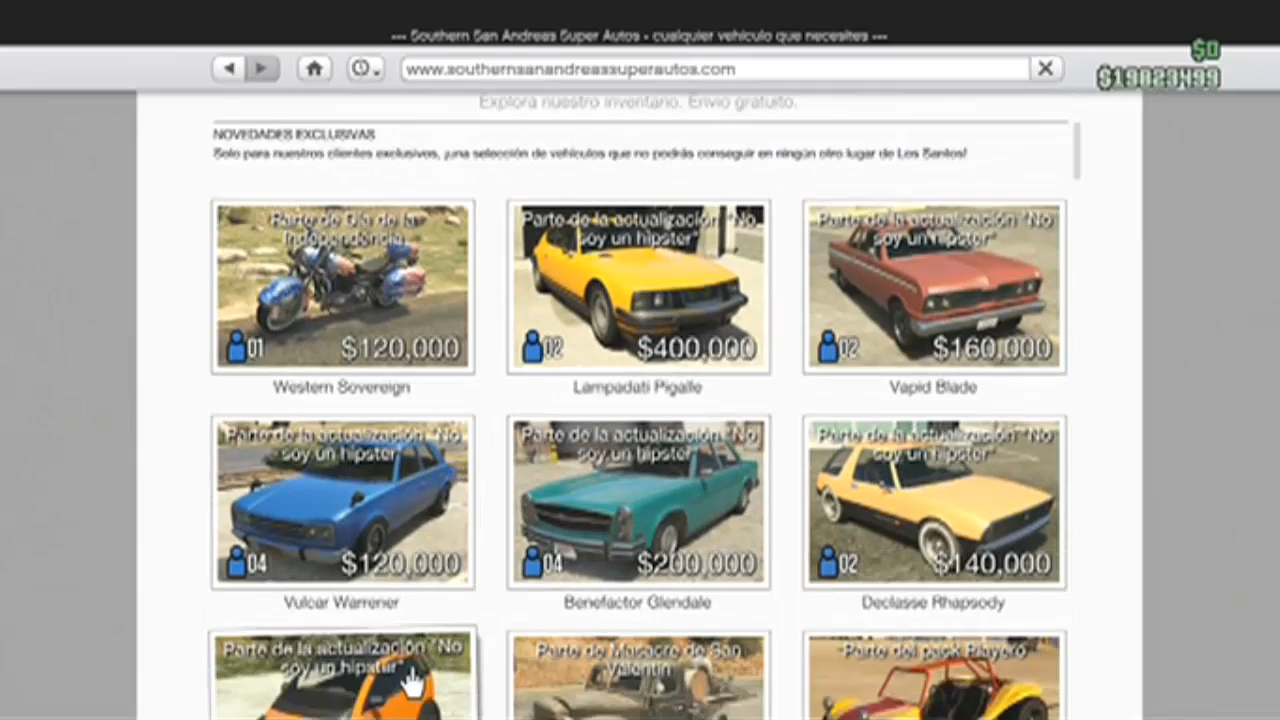 --- Southern San Andreas Super Autos - cualquier vehículo que necesites ---
$0
www.southernsanandreassuperautos.com
$19823499
Explora nuestro inventario. Envío gratuito.
NOVEDADES EXCLUSIVAS
Solo para nuestros clientes exclusivos, ¡una selección de vehículos que no podrás conseguir en ningún otro lugar de Los Santos!
Parte de Día de la
Independencia
01
$120,000
Western Sovereign
Parte de la actualización "No
soy un hipster"
02
$400,000
Lampadati Pigalle
Parte de la actualización "No
soy un hipster"
02
$160,000
Vapid Blade
Parte de la actualización "No
soy un hipster"
04
$120,000
Vulcar Warrener
Parte de la actualización "No
soy un hipster"
04
$200,000
Benefactor Glendale
Parte de la actualización "No
soy un hipster"
02
$140,000
Declasse Rhapsody
Parte de la actualización "No
soy un hipster"
Parte de Masacre de San
Valentín
Parte del pack Playero